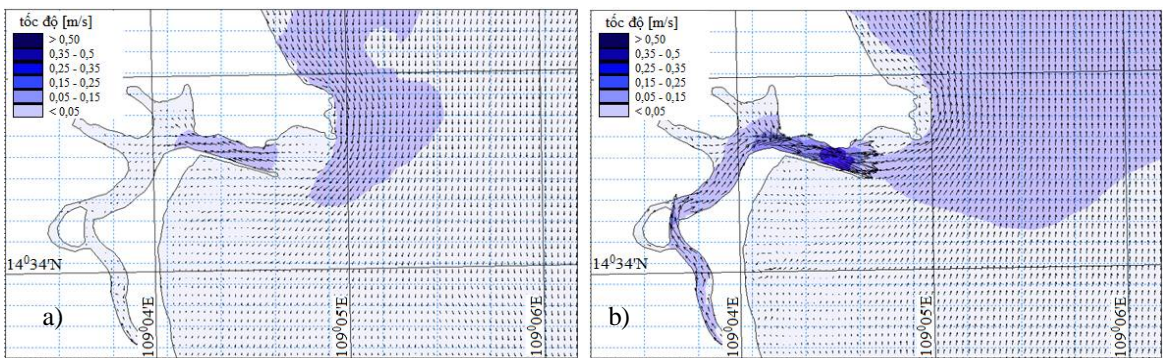 tốc độ [m/s]
> 0,50
0,35 - 0,5
0,25 - 0,35
0,15 - 0,25
0,05 - 0,15
< 0,05
14⁰34'N
109⁰04'E
109⁰05'E
109⁰06'E
a)
tốc độ [m/s]
> 0,50
0,35 - 0,5
0,25 - 0,35
0,15 - 0,25
0,05 - 0,15
< 0,05
14⁰34'N
109⁰04'E
109⁰05'E
109⁰06'E
b)